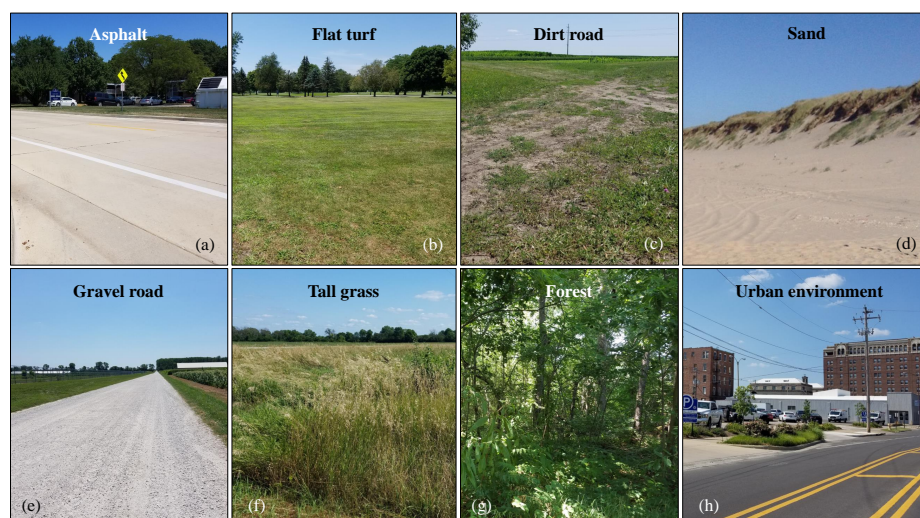 Asphalt
(a)
Flat turf
(b)
Dirt road
(c)
Sand
(d)
Gravel road
(e)
Tall grass
(f)
Forest
(g)
Urban environment
P
(h)